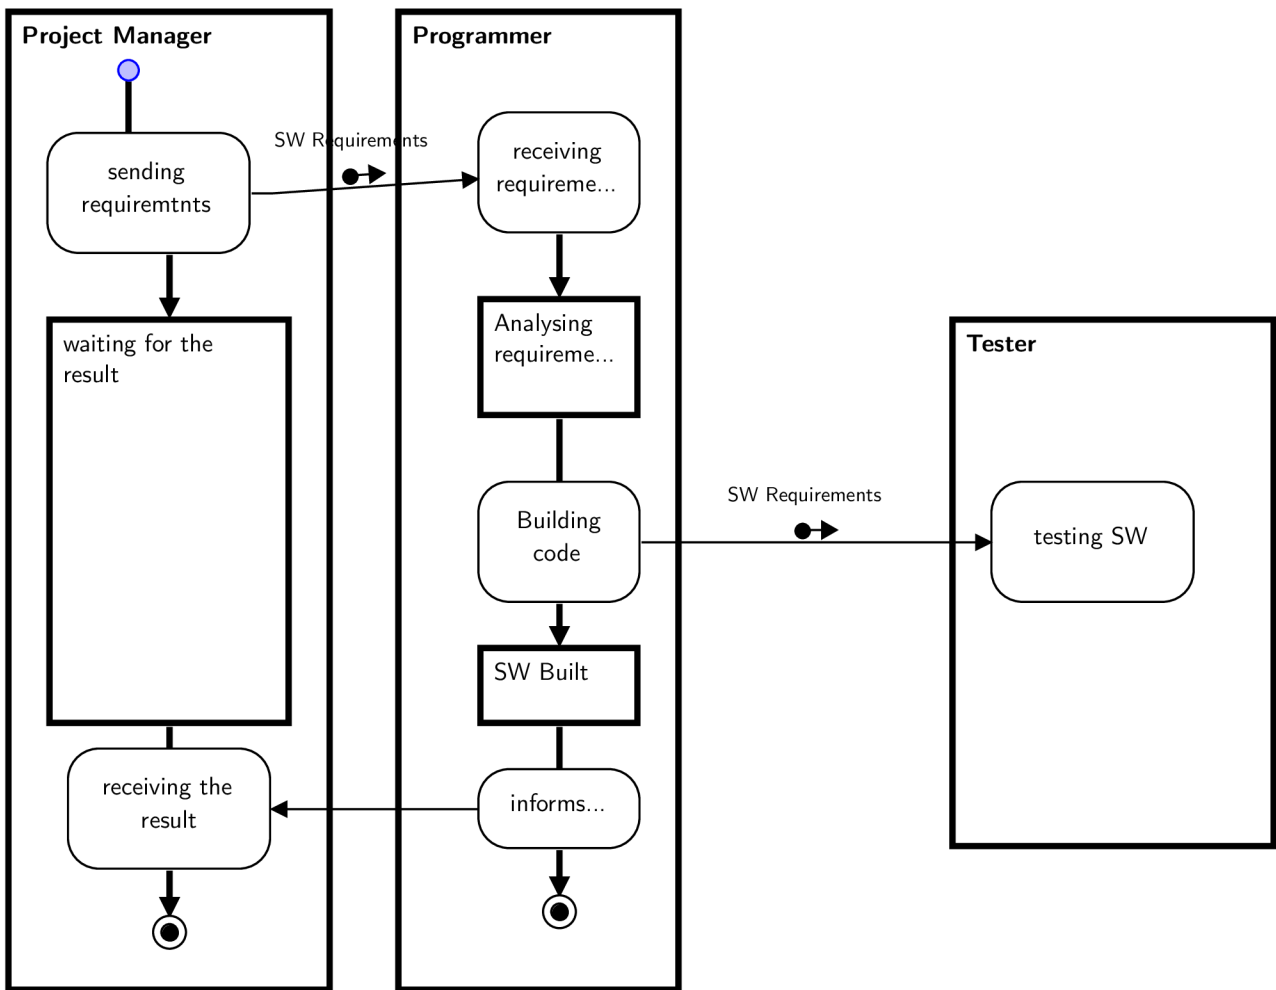 Project Manager
Programmer
SW Requirements
sending
requiremtnts
receiving
requireme...
waiting for the
result
Analysing
requireme...
Tester
SW Requirements
Building
code
testing SW
SW Built
receiving the
result
informs...